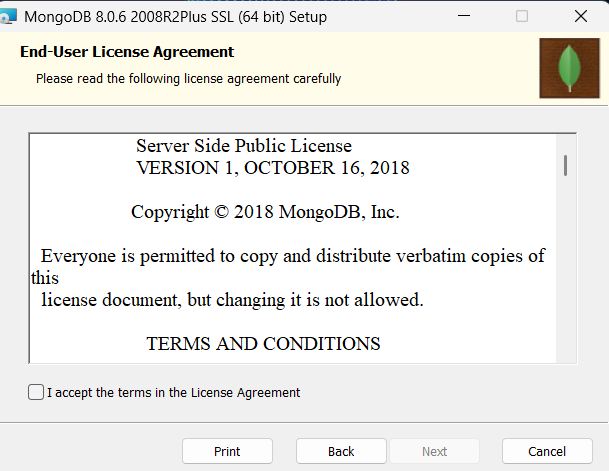 MongoDB 8.0.6 2008R2Plus SSL (64 bit) Setup
End-User License Agreement
Please read the following license agreement carefully
Server Side Public License
VERSION 1, OCTOBER 16, 2018
Copyright © 2018 MongoDB, Inc.
Everyone is permitted to copy and distribute verbatim copies of
this
license document, but changing it is not allowed.
TERMS AND CONDITIONS
I accept the terms in the License Agreement
Print Back Next Cancel